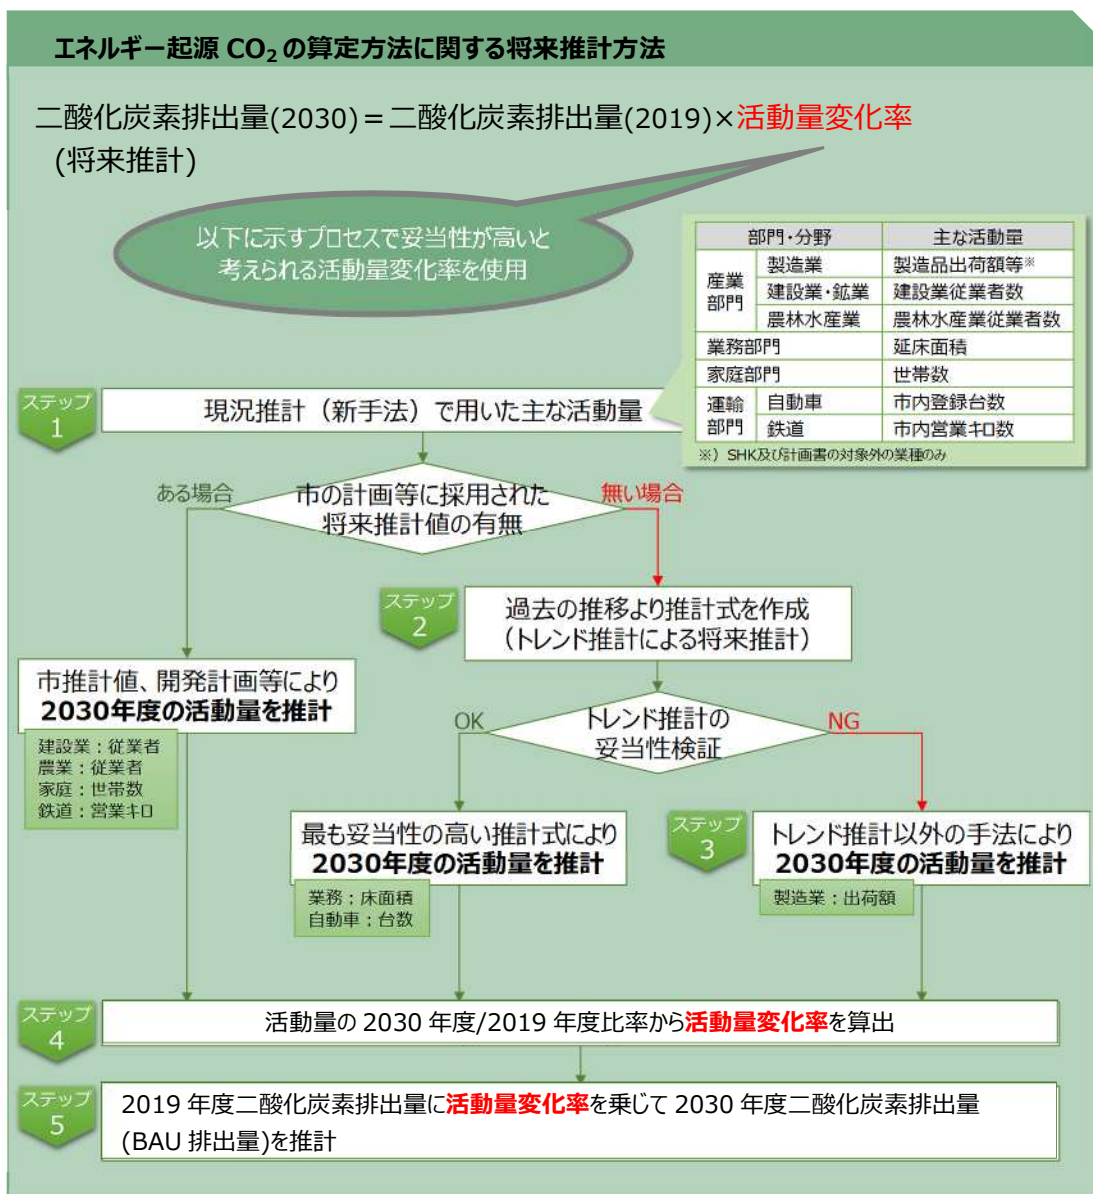 エネルギー起源 CO₂の算定方法に関する将来推計方法
二酸化炭素排出量(2030)＝二酸化炭素排出量(2019)×活動量変化率
(将来推計)
以下に示すプロセスで妥当性が高いと
考えられる活動量変化率を使用
部門・分野 主な活動量
産業部門 製造業 製造品出荷額等※
建設業・鉱業 建設業従業者数
農林水産業 農林水産業従業者数
業務部門 延床面積
家庭部門 世帯数
運輸部門 自動車 市内登録台数
鉄道 市内営業キロ数
※）SHK及び計画書の対象外の業種のみ
ステップ
1
現況推計（新手法）で用いた主な活動量
ある場合
市の計画等に採用された
将来推計値の有無
無い場合
ステップ
2
過去の推移より推計式を作成
（トレンド推計による将来推計）
市推計値、開発計画等により
2030年度の活動量を推計
建設業：従業者
農業：従業者
家庭：世帯数
鉄道：営業キロ
OK
トレンド推計の
妥当性検証
NG
最も妥当性の高い推計式により
2030年度の活動量を推計
業務：床面積
自動車：台数
ステップ
3
トレンド推計以外の手法により
2030年度の活動量を推計
製造業：出荷額
ステップ
4
活動量の 2030 年度/2019 年度比率から活動量変化率を算出
ステップ
5
2019 年度二酸化炭素排出量に活動量変化率を乗じて 2030 年度二酸化炭素排出量
(BAU 排出量)を推計